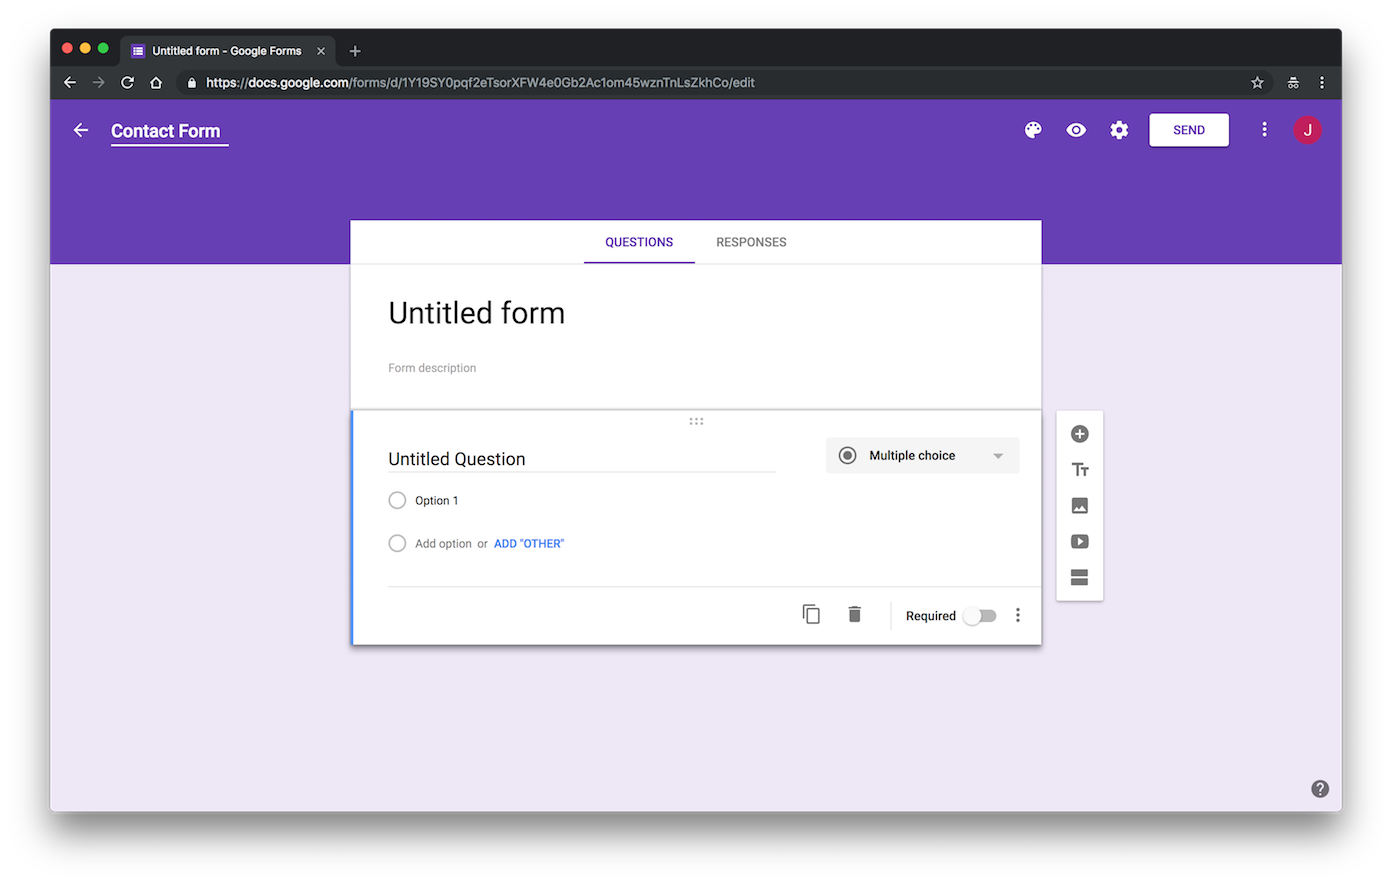 Untitled form - Google Forms
https://docs.google.com/forms/d/1Y19SY0pqf2eTsorXFW4e0Gb2Ac1om45wznTnLsZkhCo/edit
Contact Form
SEND
J
QUESTIONS RESPONSES
Untitled form
Form description
Untitled Question
Multiple choice
Option 1
Add option or ADD "OTHER"
Required